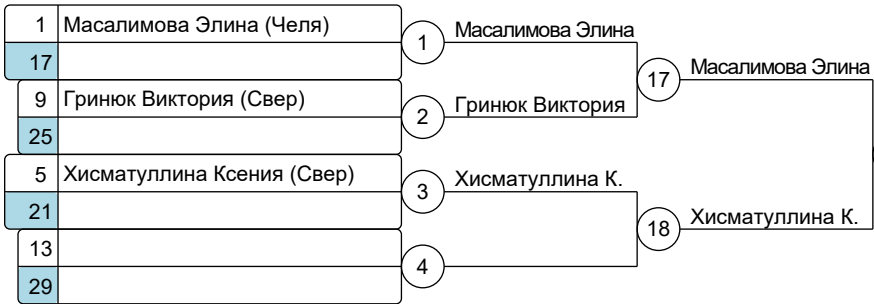 1 Масалимова Элина (Челя)
17
1 Масалимова Элина
9 Гринюк Виктория (Свер)
25
2 Гринюк Виктория
17 Масалимова Элина
5 Хисматуллина Ксения (Свер)
21
3 Хисматуллина К.
13
29
4
18 Хисматуллина К.